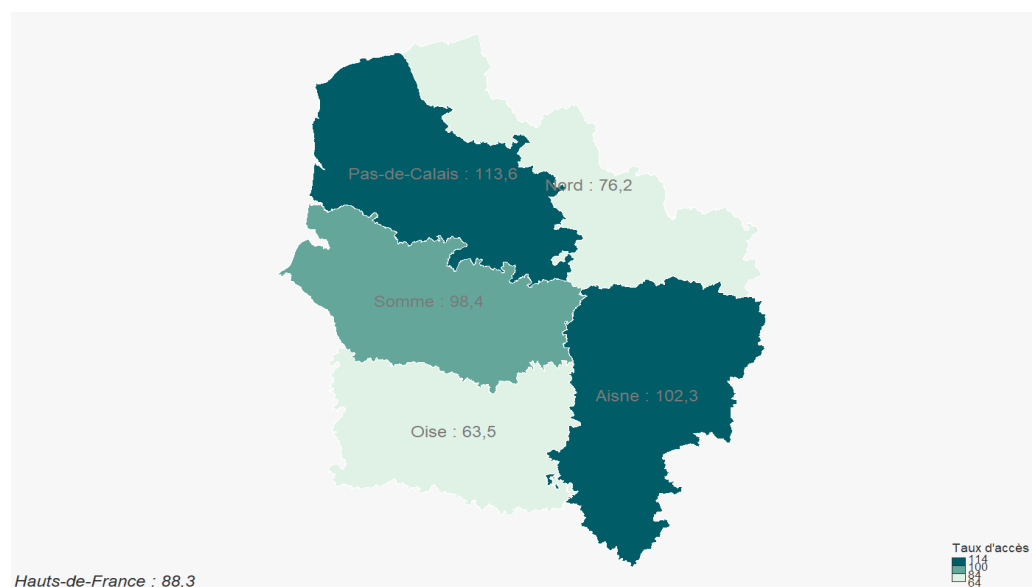 Pas-de-Calais : 113,6
Nord : 76,2
Somme : 98,4
Aisne : 102,3
Oise : 63,5
Taux d'accès
114
100
84
64
Hauts-de-France : 88.3